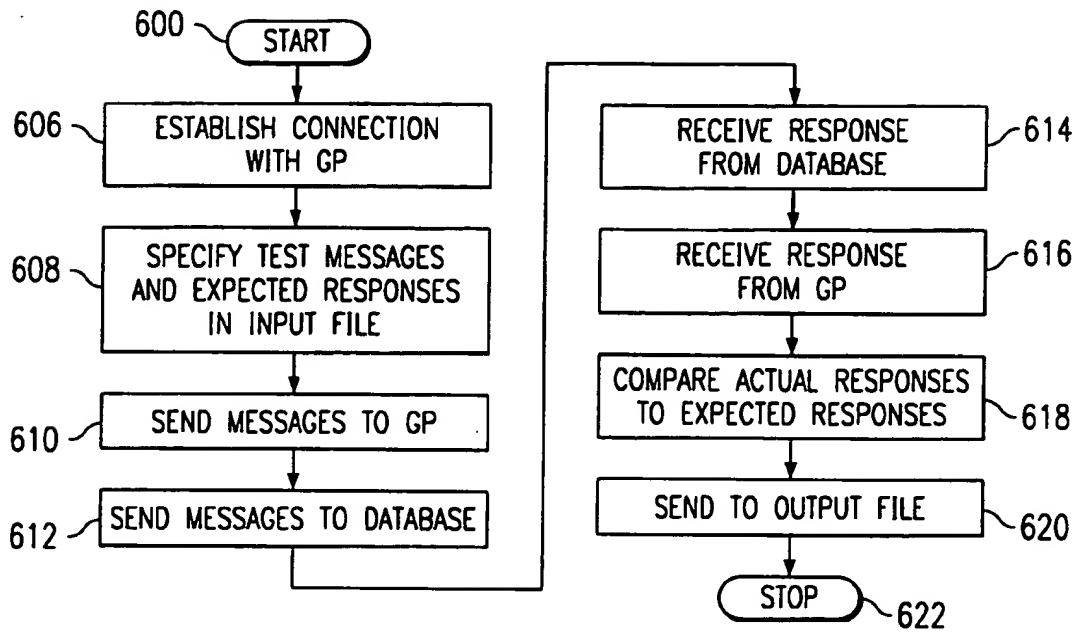 600
START
606
ESTABLISH CONNECTION
WITH GP
608
SPECIFY TEST MESSAGES
AND EXPECTED RESPONSES
IN INPUT FILE
610
SEND MESSAGES TO GP
612
SEND MESSAGES TO DATABASE
RECEIVE RESPONSE
FROM DATABASE
614
RECEIVE RESPONSE
FROM GP
616
COMPARE ACTUAL RESPONSES
TO EXPECTED RESPONSES
618
SEND TO OUTPUT FILE
620
STOP
622